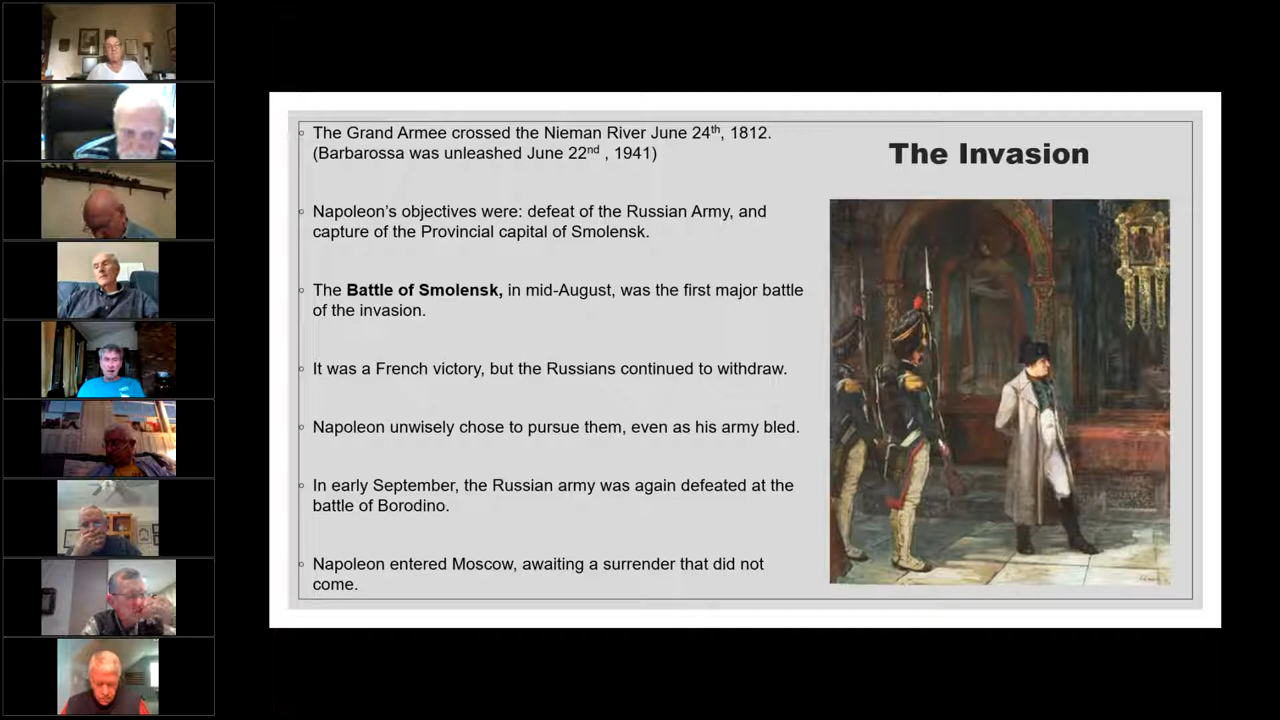 The Invasion
◦ The Grand Armee crossed the Nieman River June 24th, 1812.
(Barbarossa was unleashed June 22nd , 1941)
◦ Napoleon’s objectives were: defeat of the Russian Army, and
capture of the Provincial capital of Smolensk.
◦ The Battle of Smolensk, in mid-August, was the first major battle
of the invasion.
◦ It was a French victory, but the Russians continued to withdraw.
◦ Napoleon unwisely chose to pursue them, even as his army bled.
◦ In early September, the Russian army was again defeated at the
battle of Borodino.
◦ Napoleon entered Moscow, awaiting a surrender that did not
come.